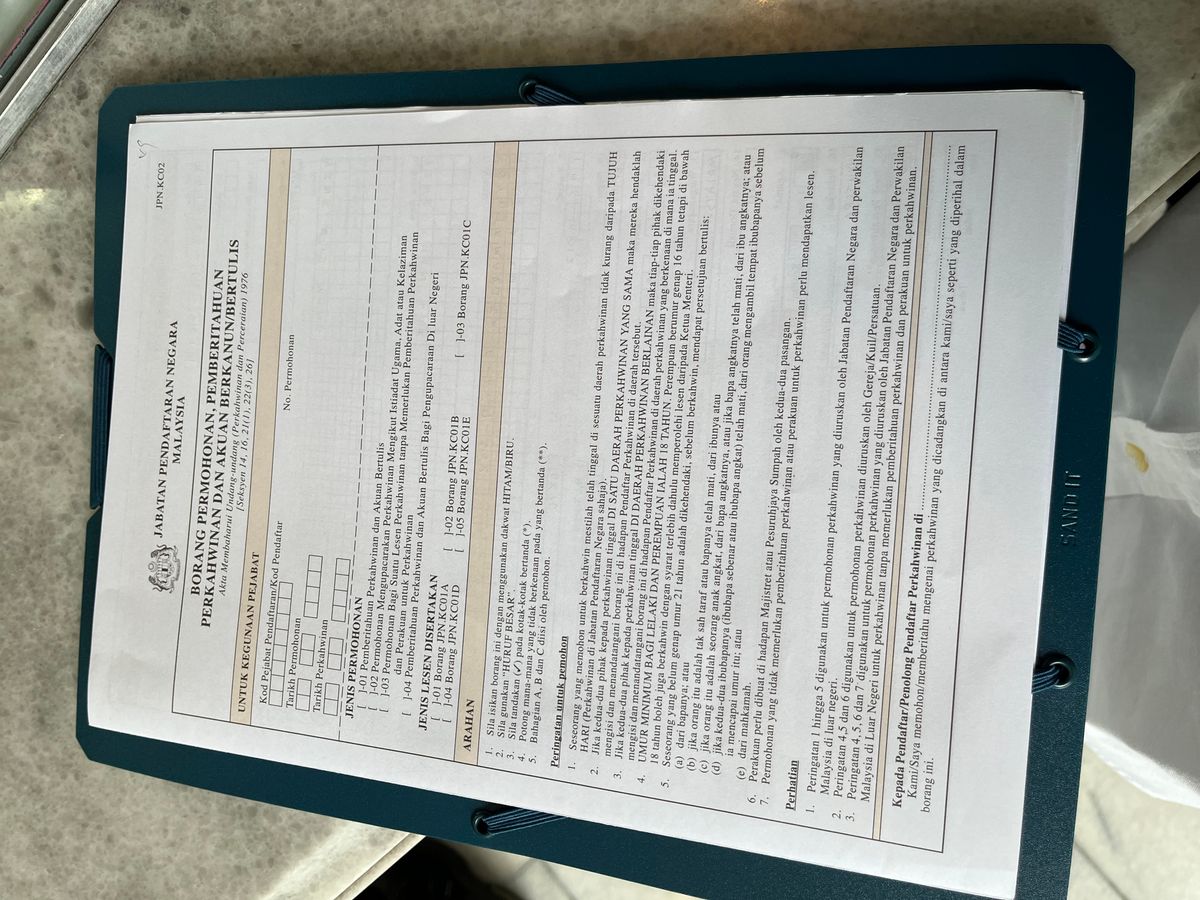 JPN.KC02
JABATAN PENDAFTARAN NEGARA
MALAYSIA
BORANG PERMOHONAN, PEMBERITAHUAN
PERKAHWINAN DAN AKUAN BERKANUN/BERTULIS
Akta Membaharui Undang-undang (Perkahwinan dan Perceraian) 1976
[Seksyen 14, 16, 21(1), 22(3), 26]
UNTUK KEGUNAAN PEJABAT
Kod Pejabat Pendaftaran/Kod Pendaftar
No. Permohonan
Tarikh Permohonan
Tarikh Perkahwinan
JENIS PERMOHONAN
[ ]-01 Pemberitahuan Perkahwinan dan Akuan Bertulis
[ ]-02 Permohonan Mengupacarakan Perkahwinan Mengikut Istiadat Ugama, Adat atau Kelaziman
[ ]-03 Permohonan Bagi Suatu Lesen Perkahwinan tanpa Memerlukan Pemberitahuan Perkahwinan
dan Perakuan untuk Perkahwinan
[ ]-04 Pemberitahuan Perkahwinan dan Akuan Bertulis Bagi Pengupacaraan Di luar Negeri
JENIS LESEN DISERTAKAN
[ ]-01 Borang JPN.KC01A [ ]-02 Borang JPN.KC01B [ ]-03 Borang JPN.KC01C
[ ]-04 Borang JPN.KC01D [ ]-05 Borang JPN.KC01E
ARAHAN
1. Sila isikan borang ini dengan menggunakan dakwat HITAM/BIRU.
2. Sila gunakan "HURUF BESAR".
3. Sila tandakan (✓) pada kotak-kotak bertanda (*).
4. Potong mana-mana yang tidak berkenaan pada yang bertanda (**).
5. Bahagian A, B dan C diisi oleh pemohon.
Peringatan untuk pemohon
1. Seseorang yang memohon untuk berkahwin mestilah telah tinggal di sesuatu daerah perkahwinan tidak kurang daripada TUJUH
HARI (Perkahwinan di Jabatan Pendaftaran Negara sahaja).
2. Jika kedua-dua pihak kepada perkahwinan tinggal DI SATU DAERAH PERKAHWINAN YANG SAMA maka mereka hendaklah
mengisi dan menandatangani borang ini di hadapan Pendaftar Perkahwinan di daerah tersebut.
3. Jika kedua-dua pihak kepada perkahwinan tinggal DI DAERAH PERKAHWINAN BERLAINAN maka tiap-tiap pihak dikehendaki
mengisi dan menandatangani borang ini di hadapan Pendaftar Perkahwinan di daerah perkahwinan yang berkenaan di mana ia tinggal.
4. UMUR MINIMUM BAGI LELAKI DAN PEREMPUAN IALAH 18 TAHUN. Perempuan berumur genap 16 tahun tetapi di bawah
18 tahun boleh juga berkahwin dengan syarat terlebih dahulu memperolehi lesen daripada Ketua Menteri.
5. Seseorang yang belum genap umur 21 tahun adalah dikehendaki, sebelum berkahwin, mendapat persetujuan bertulis:
(a) dari bapanya; atau
(b) jika orang itu adalah tak sah taraf atau bapanya telah mati, dari ibunya atau
(c) jika orang itu adalah seorang anak angkat, dari bapa angkatnya, atau jika bapa angkatnya telah mati, dari ibu angkatnya; atau
(d) jika kedua-dua ibubapanya (ibubapa sebenar atau ibubapa angkat) telah mati, dari orang mengambil tempat ibubapanya sebelum
ia mencapai umur itu; atau
(e) dari mahkamah.
6. Perakuan perlu dibuat di hadapan Majistret atau Pesuruhjaya Sumpah oleh kedua-dua pasangan.
7. Permohonan yang tidak memerlukan pemberitahuan perkahwinan atau perakuan untuk perkahwinan perlu mendapatkan lesen.
Perhatian
1. Peringatan 1 hingga 5 digunakan untuk permohonan perkahwinan yang diuruskan oleh Jabatan Pendaftaran Negara dan perwakilan
Malaysia di luar negeri.
2. Peringatan 4,5 dan 6 digunakan untuk permohonan perkahwinan diuruskan oleh Gereja/Kuil/Persatuan.
3. Peringatan 4, 5, 6 dan 7 digunakan untuk permohonan perkahwinan yang diuruskan oleh Jabatan Pendaftaran Negara dan Perwakilan
Malaysia di Luar Negeri untuk perkahwinan tanpa memerlukan pemberitahuan perkahwinan dan perakuan untuk perkahwinan.
Kepada Pendaftar/Penolong Pendaftar Perkahwinan di ..........
Kami/Saya memohon/memberitahu mengenai perkahwinan yang dicadangkan di antara kami/saya seperti yang diperihal dalam
borang ini.
SAND IT